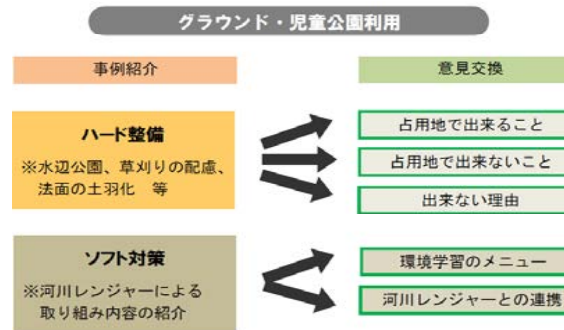 グラウンド・児童公園利用
事例紹介
意見交換
ハード整備
※水辺公園、草刈りの配慮、
法面の土羽化　等
占用地で出来ること
占用地で出来ないこと
出来ない理由
ソフト対策
※河川レンジャーによる
取り組み内容の紹介
環境学習のメニュー
河川レンジャーとの連携